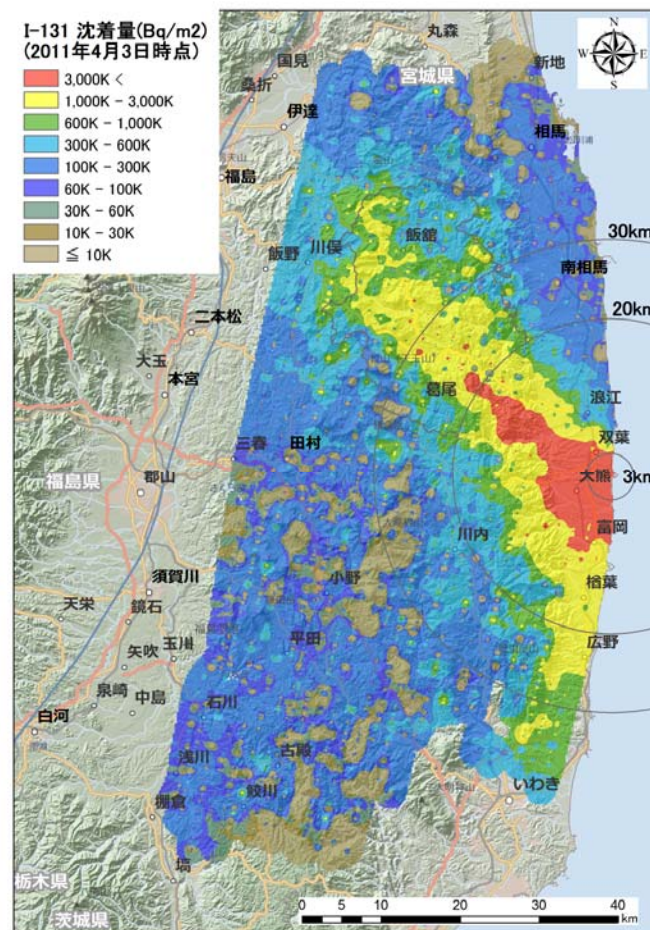 I-131 沈着量(Bq/m2)
(2011年4月3日時点)
3,000K <
1,000K - 3,000K
600K - 1,000K
300K - 600K
100K - 300K
60K - 100K
30K - 60K
10K - 30K
≦ 10K
N
W
E
S
丸森
国見
宮城県
新地
桑折
伊達
相馬
福島
30km
飯舘
川俣
飯野
南相馬
20km
二本松
大玉
葛尾
浪江
本宮
双葉
三春
田村
大熊
3km
郡山
福島県
富岡
川内
須賀川
小野
楢葉
天栄
鏡石
平田
広野
矢吹
玉川
石川
泉崎
中島
白河
浅川
古殿
いわき
鮫川
棚倉
塙
栃木県
茨城県
0
10
20
30
40
km